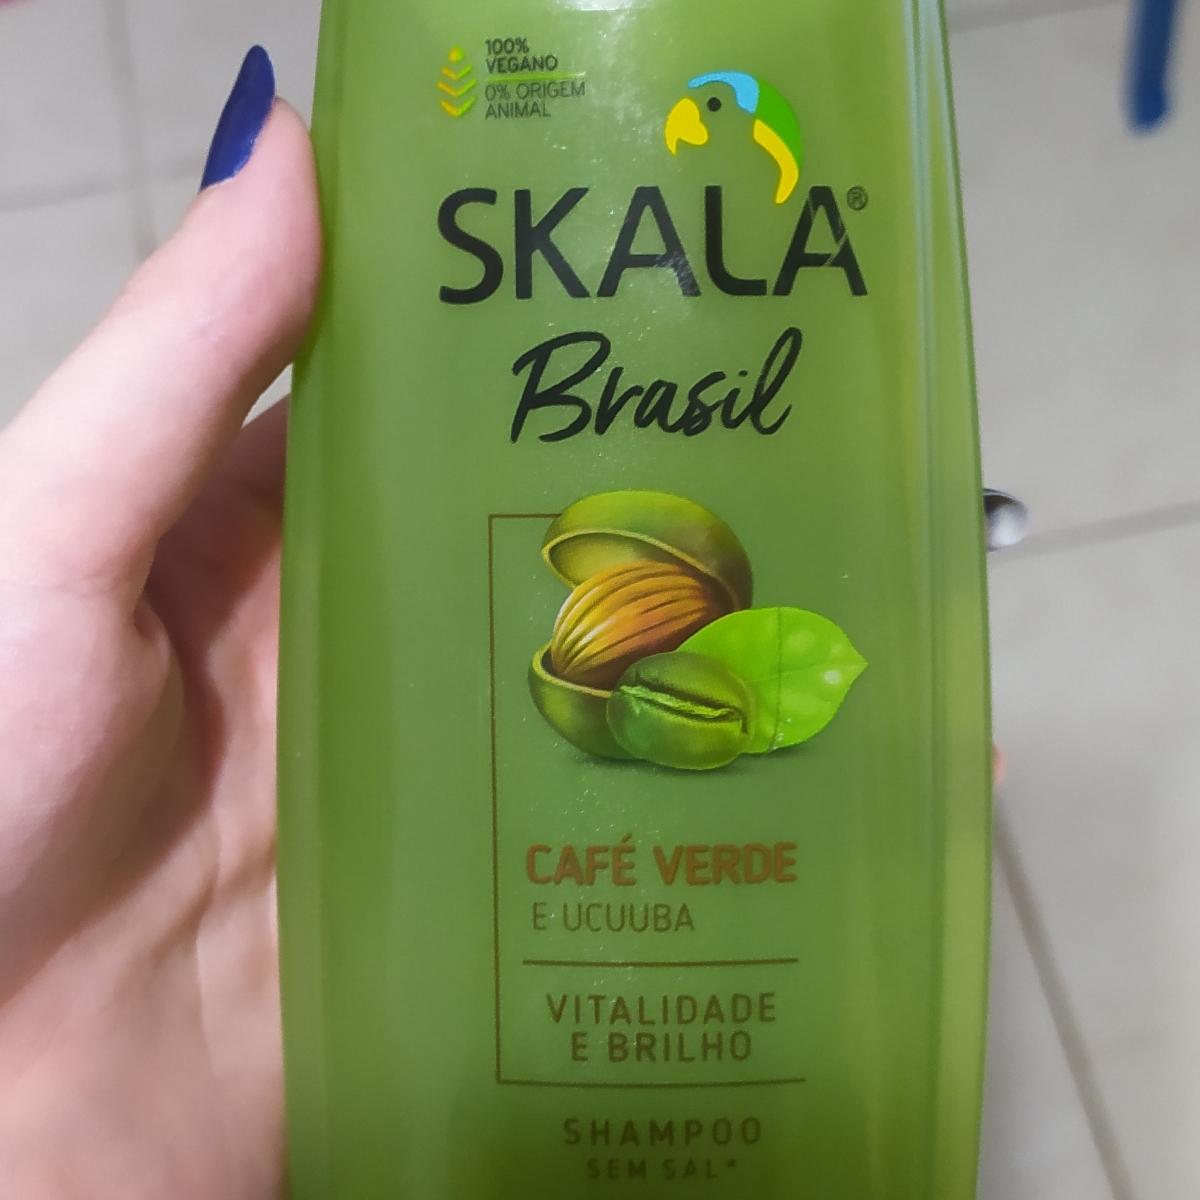 100%
VEGANO
0% ORIGEM
ANIMAL
SKALA®
Brasil
CAFÉ VERDE
E UCUUBA
VITALIDADE
E BRILHO
SHAMPOO
SEM SAL*